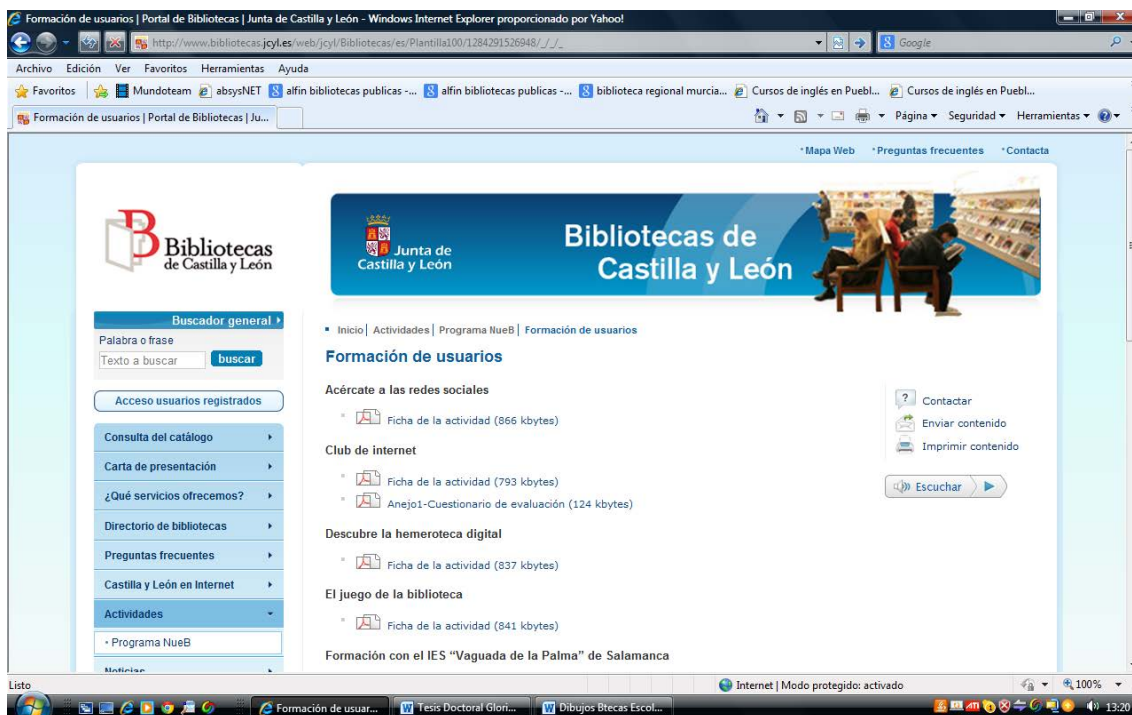 Formación de usuarios | Portal de Bibliotecas | Junta de Castilla y León - Windows Internet Explorer proporcionado por Yahoo!
http://www.bibliotecas.jcyl.es/web/jcyl/Bibliotecas/es/Plantilla100/1284291526948/_/_/_
Google
Archivo Edición Ver Favoritos Herramientas Ayuda
Favoritos Mundoteam absysNET alfin bibliotecas publicas -... alfin bibliotecas publicas -... biblioteca regional murcia... Cursos de inglés en Puebl... Cursos de inglés en Puebl...
Formación de usuarios | Portal de Bibliotecas | Ju... Página Seguridad Herramientas
Mapa Web Preguntas frecuentes Contacta
Bibliotecas
de Castilla y León
Junta de
Castilla y León
Bibliotecas de
Castilla y León
Buscador general
Palabra o frase
Texto a buscar buscar
Acceso usuarios registrados
Consulta del catálogo
Carta de presentación
¿Qué servicios ofrecemos?
Directorio de bibliotecas
Preguntas frecuentes
Castilla y León en Internet
Actividades
· Programa NueB
Noticias
Inicio | Actividades | Programa NueB | Formación de usuarios
Formación de usuarios
Acércate a las redes sociales
Ficha de la actividad (866 kbytes)
Club de internet
Ficha de la actividad (793 kbytes)
Anejo1-Cuestionario de evaluación (124 kbytes)
Descubre la hemeroteca digital
Ficha de la actividad (837 kbytes)
El juego de la biblioteca
Ficha de la actividad (841 kbytes)
Formación con el IES “Vaguada de la Palma” de Salamanca
Contactar
Enviar contenido
Imprimir contenido
Escuchar
Listo Internet | Modo protegido: activado 100%
Formación de usuar... Tesis Doctoral Glori... Dibujos Btecas Escol... 13:20